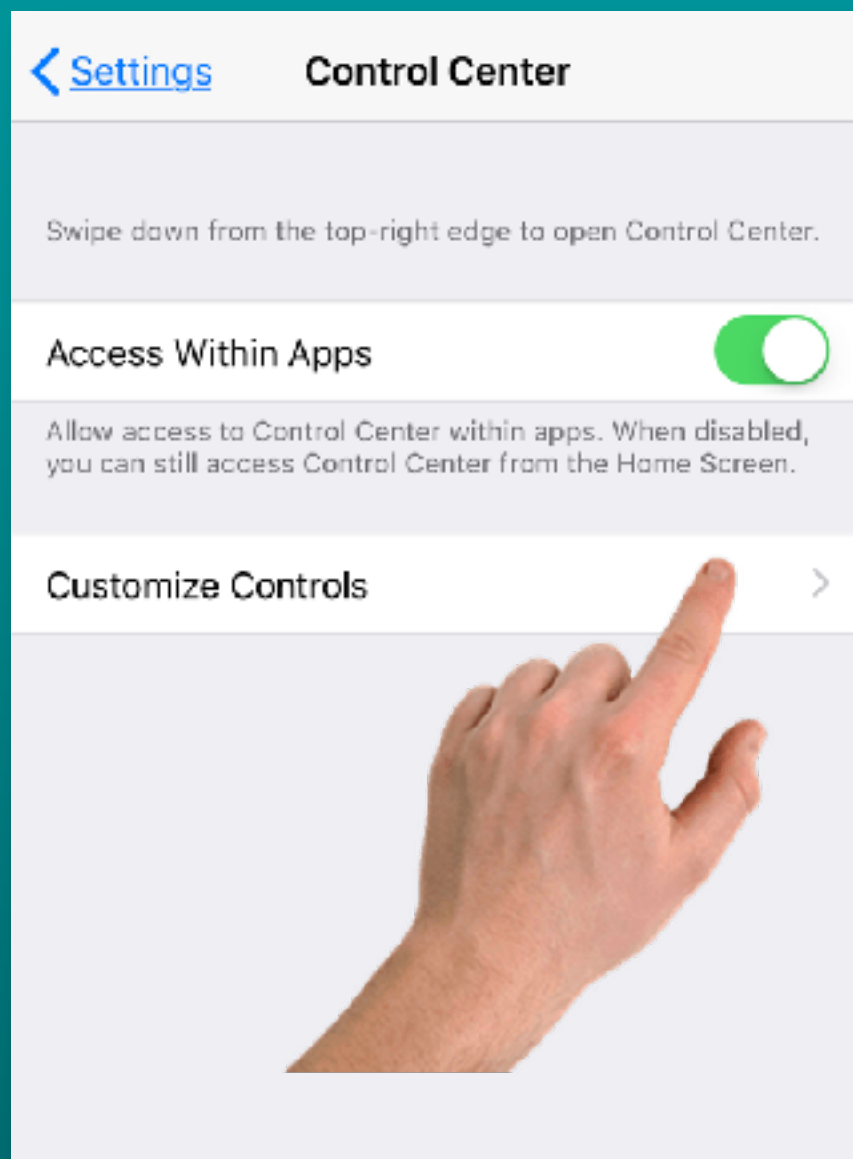 Settings Control Center
Swipe down from the top-right edge to open Control Center.
Access Within Apps
Allow access to Control Center within apps. When disabled,
you can still access Control Center from the Home Screen.
Customize Controls